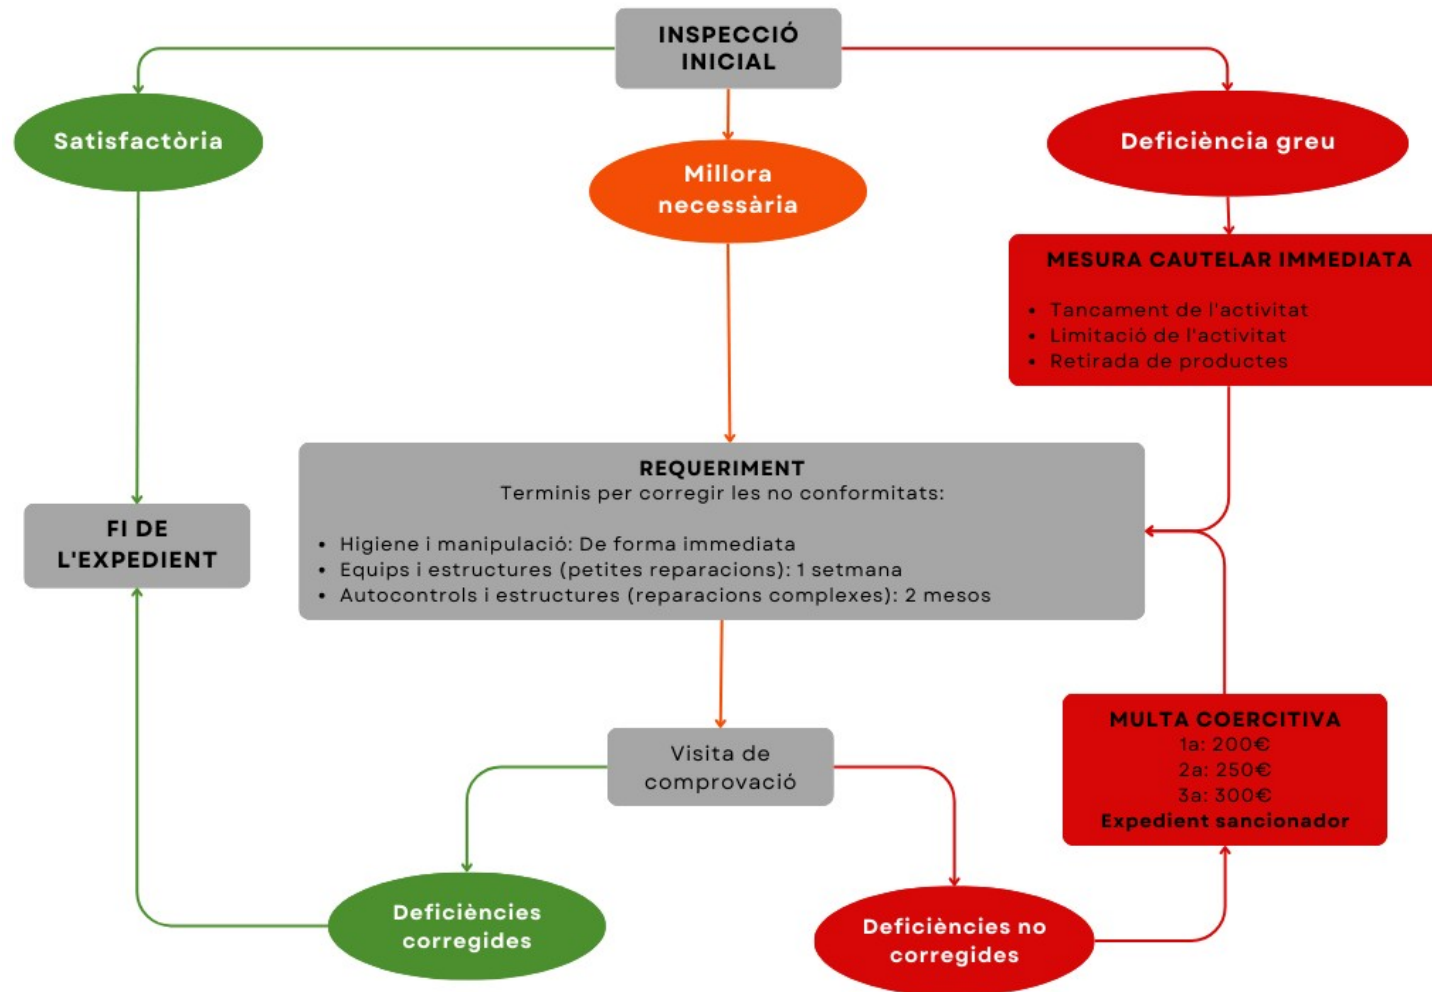 INSPECCIÓ
INICIAL
Satisfactòria
Millora
necessària
Deficiència greu
MESURA CAUTELAR IMMEDIATA
• Tancament de l'activitat
• Limitació de l'activitat
• Retirada de productes
REQUERIMENT
Terminis per corregir les no conformitats:
• Higiene i manipulació: De forma immediata
• Equips i estructures (petites reparacions): 1 setmana
• Autocontrols i estructures (reparacions complexes): 2 mesos
FI DE
L'EXPEDIENT
Visita de
comprovació
MULTA COERCITIVA
1a: 200€
2a: 250€
3a: 300€
Expedient sancionador
Deficiències
corregides
Deficiències no
corregides